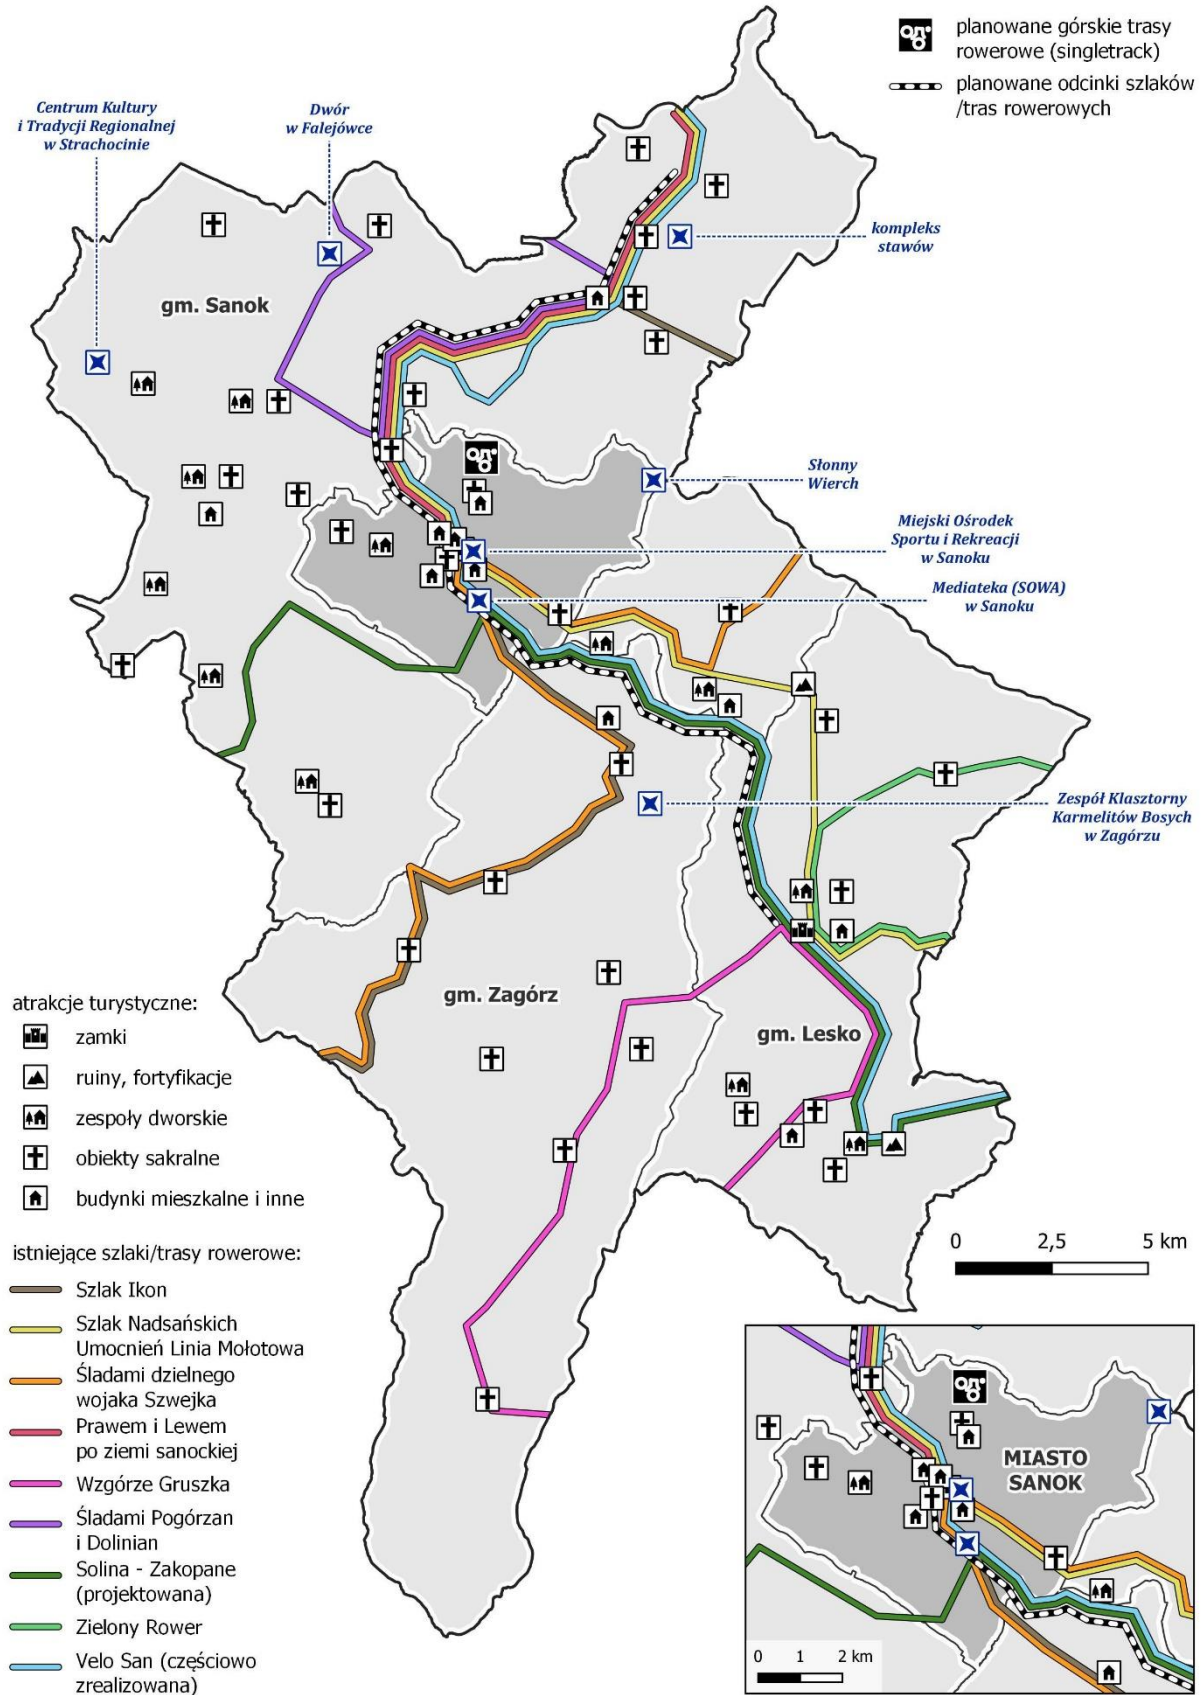 planowane górskie trasy
rowerowe (singletrack)
planowane odcinki szlaków
/tras rowerowych
Centrum Kultury
i Tradycji Regionalnej
w Strachocinie
Dwór
w Falejówce
kompleks
stawów
gm. Sanok
Słonny
Wierch
Miejski Ośrodek
Sportu i Rekreacji
w Sanoku
Mediateka (SOWA)
w Sanoku
Zespół Klasztorny
Karmelitów Bosych
w Zagórzu
gm. Zagórz
gm. Lesko
atrakcje turystyczne:
zamki
ruiny, fortyfikacje
zespoły dworskie
obiekty sakralne
budynki mieszkalne i inne
istniejące szlaki/trasy rowerowe:
Szlak Ikon
Szlak Nadsańskich
Umocnień Linia Mołotowa
Śladami dzielnego
wojaka Szwejka
Prawem i Lewem
po ziemi sanockiej
Wzgórze Gruszka
Śladami Pogórzan
i Dolinian
Solina - Zakopane
(projektowana)
Zielony Rower
Velo San (częściowo
zrealizowana)
0 2,5 5 km
MIASTO
SANOK
0 1 2 km